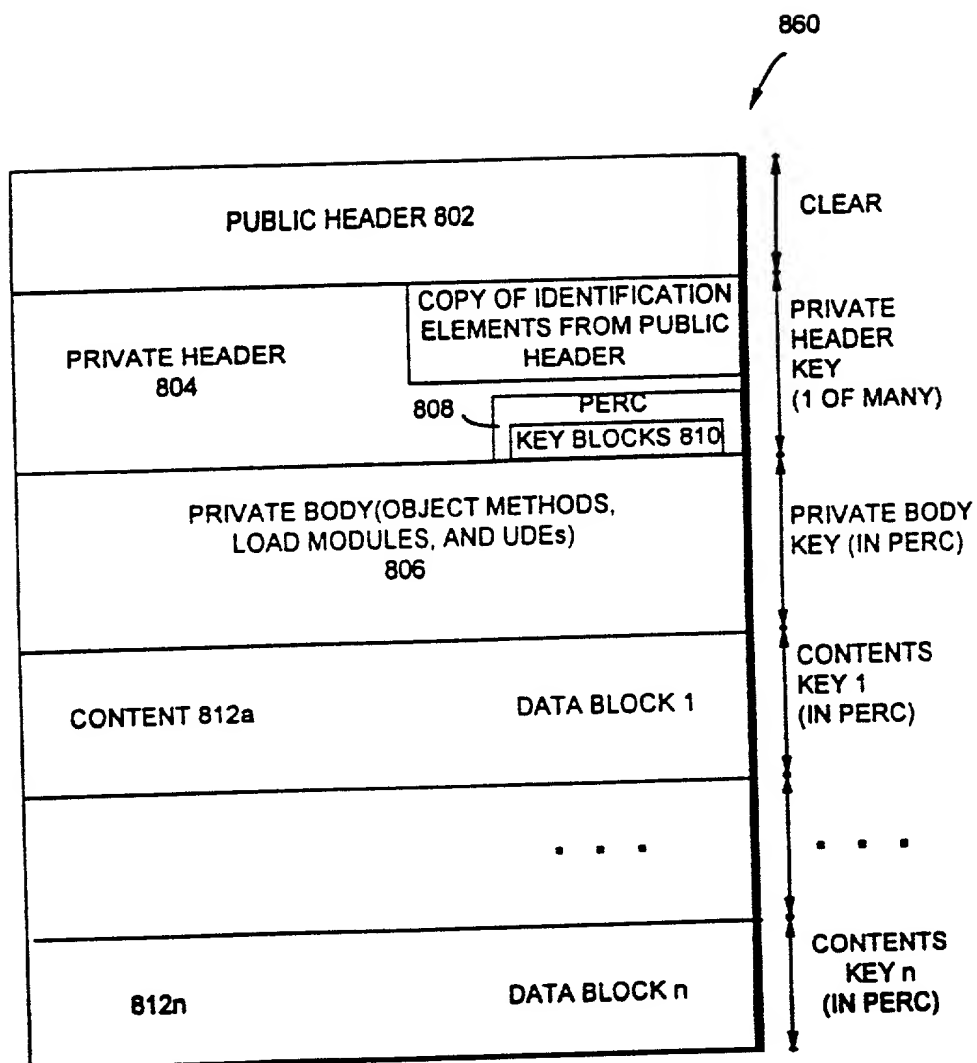 860
PUBLIC HEADER 802
CLEAR
PRIVATE HEADER
804
COPY OF IDENTIFICATION
ELEMENTS FROM PUBLIC
HEADER
808
PERC
KEY BLOCKS 810
PRIVATE
HEADER
KEY
(1 OF MANY)
PRIVATE BODY(OBJECT METHODS,
LOAD MODULES, AND UDEs)
806
PRIVATE BODY
KEY (IN PERC)
CONTENT 812a
DATA BLOCK 1
CONTENTS
KEY 1
(IN PERC)
. . .
. . .
812n
DATA BLOCK n
CONTENTS
KEY n
(IN PERC)